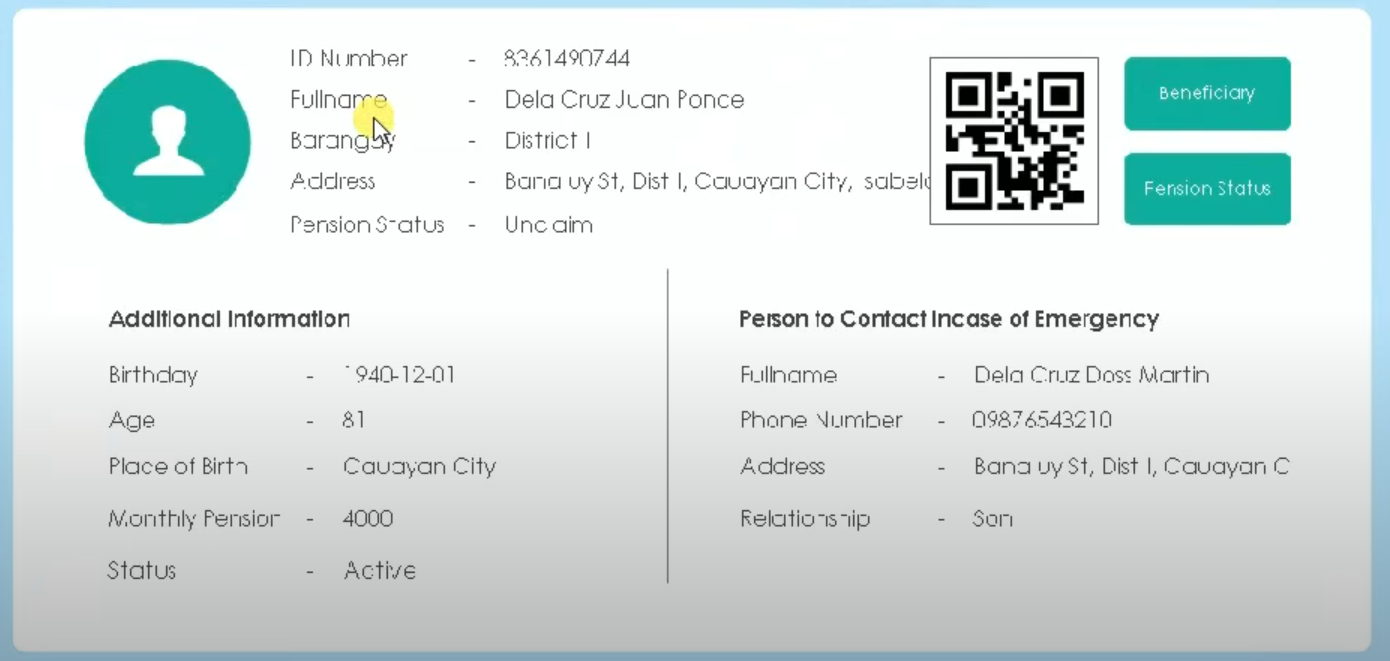 ID Number - 8361490744
Fullname - Dela Cruz Juan Ponce
Barangay - District I
Address - St, Dist I, Cauayan City,
Pension Status - Unclaim
Beneficiary
Pension Status
Additional Information
Birthday - 1940-12-01
Age - 81
Place of Birth - Cauayan City
Monthly Pension - 4000
Status - Active
Person to Contact Incase of Emergency
Fullname - Dela Cruz Doss Martin
Phone Number - 09876543210
Address - St, Dist I, Cauayan C
Relationship - Son